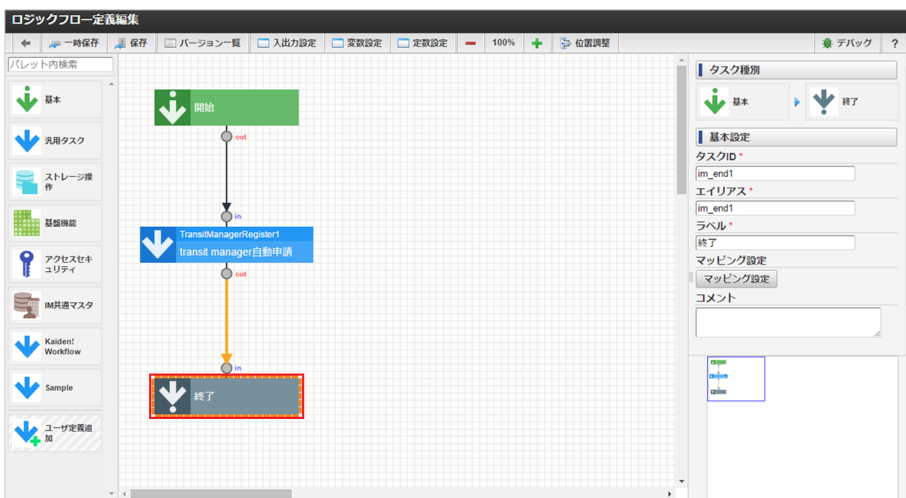 ロジックフロー定義編集
一時保存 保存 バージョン一覧 入出力設定 変数設定 定数設定 100% 位置調整 デバッグ ?
パレット内検索
基本
汎用タスク
ストレージ操
作
基盤機能
アクセスセキ
ュリティ
IM共通マスタ
Kaiden!
Workflow
Sample
ユーザ定義追
加
開始
out
in
TransitManagerRegister1
transit manager自動申請
out
in
終了
タスク種別
基本 終了
基本設定
タスクID *
im_end1
エイリアス *
im_end1
ラベル *
終了
マッピング設定
マッピング設定
コメント